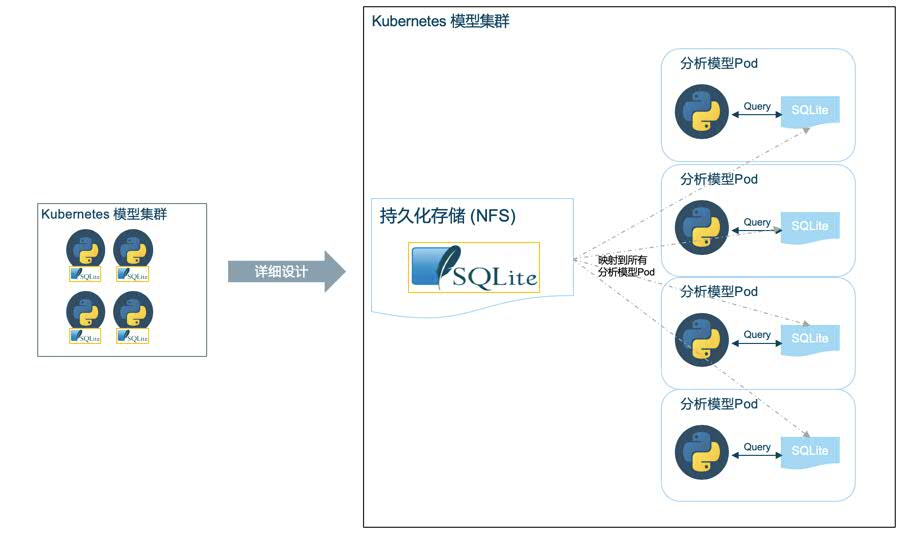 Kubernetes 模型集群
SQLite
SQLite
SQLite
SQLite
详细设计
Kubernetes 模型集群
持久化存储 (NFS)
SQLite
映射到所有
分析模型Pod
分析模型Pod
Query
SQLite
分析模型Pod
Query
SQLite
分析模型Pod
Query
SQLite
分析模型Pod
Query
SQLite